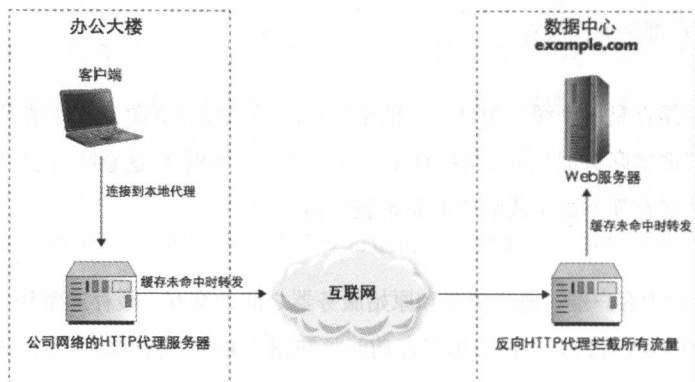 办公大楼
客户端
连接到本地代理
缓存未命中时转发
公司网络的HTTP代理服务器
互联网
数据中心
example.com
Web服务器
缓存未命中时转发
反向HTTP代理拦截所有流量